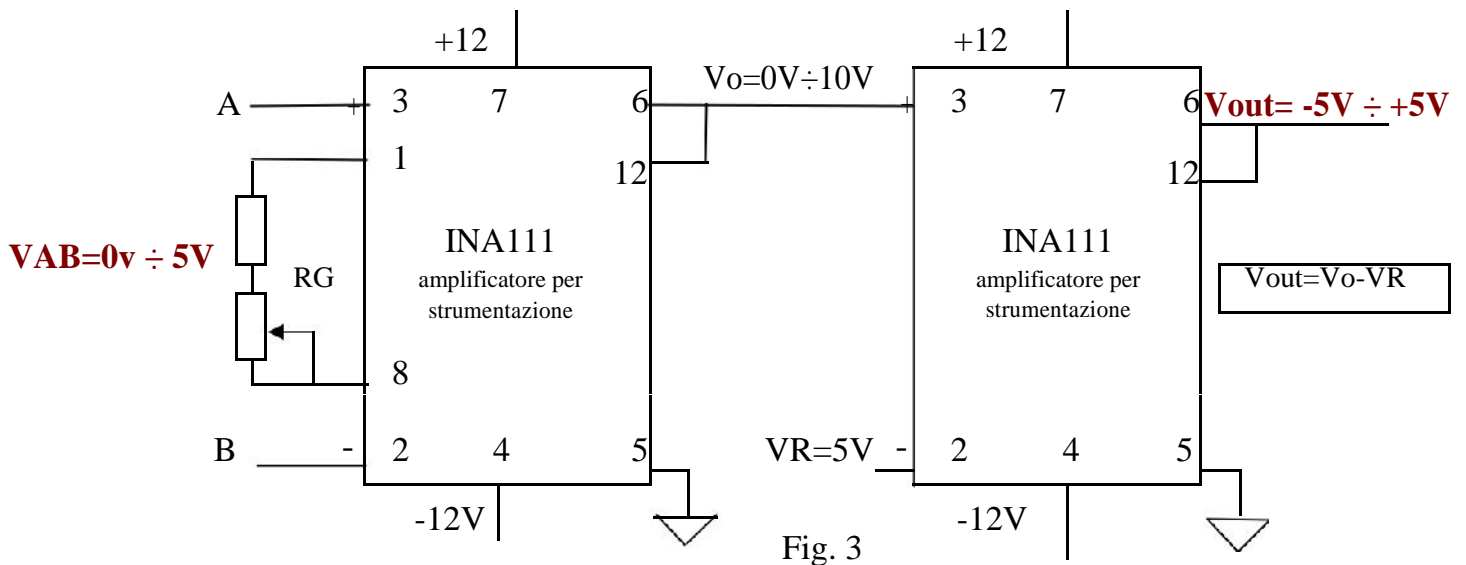 +12
+12
Vo=0V÷10V
A
+
3
7
6
+
3
7
6
Vout= -5V ÷ +5V
1
12
12
VAB=0v ÷ 5V
RG
INA111
amplificatore per
strumentazione
INA111
amplificatore per
strumentazione
Vout=Vo-VR
8
B
-
2
4
5
VR=5V
-
2
4
5
-12V
-12V
Fig. 3